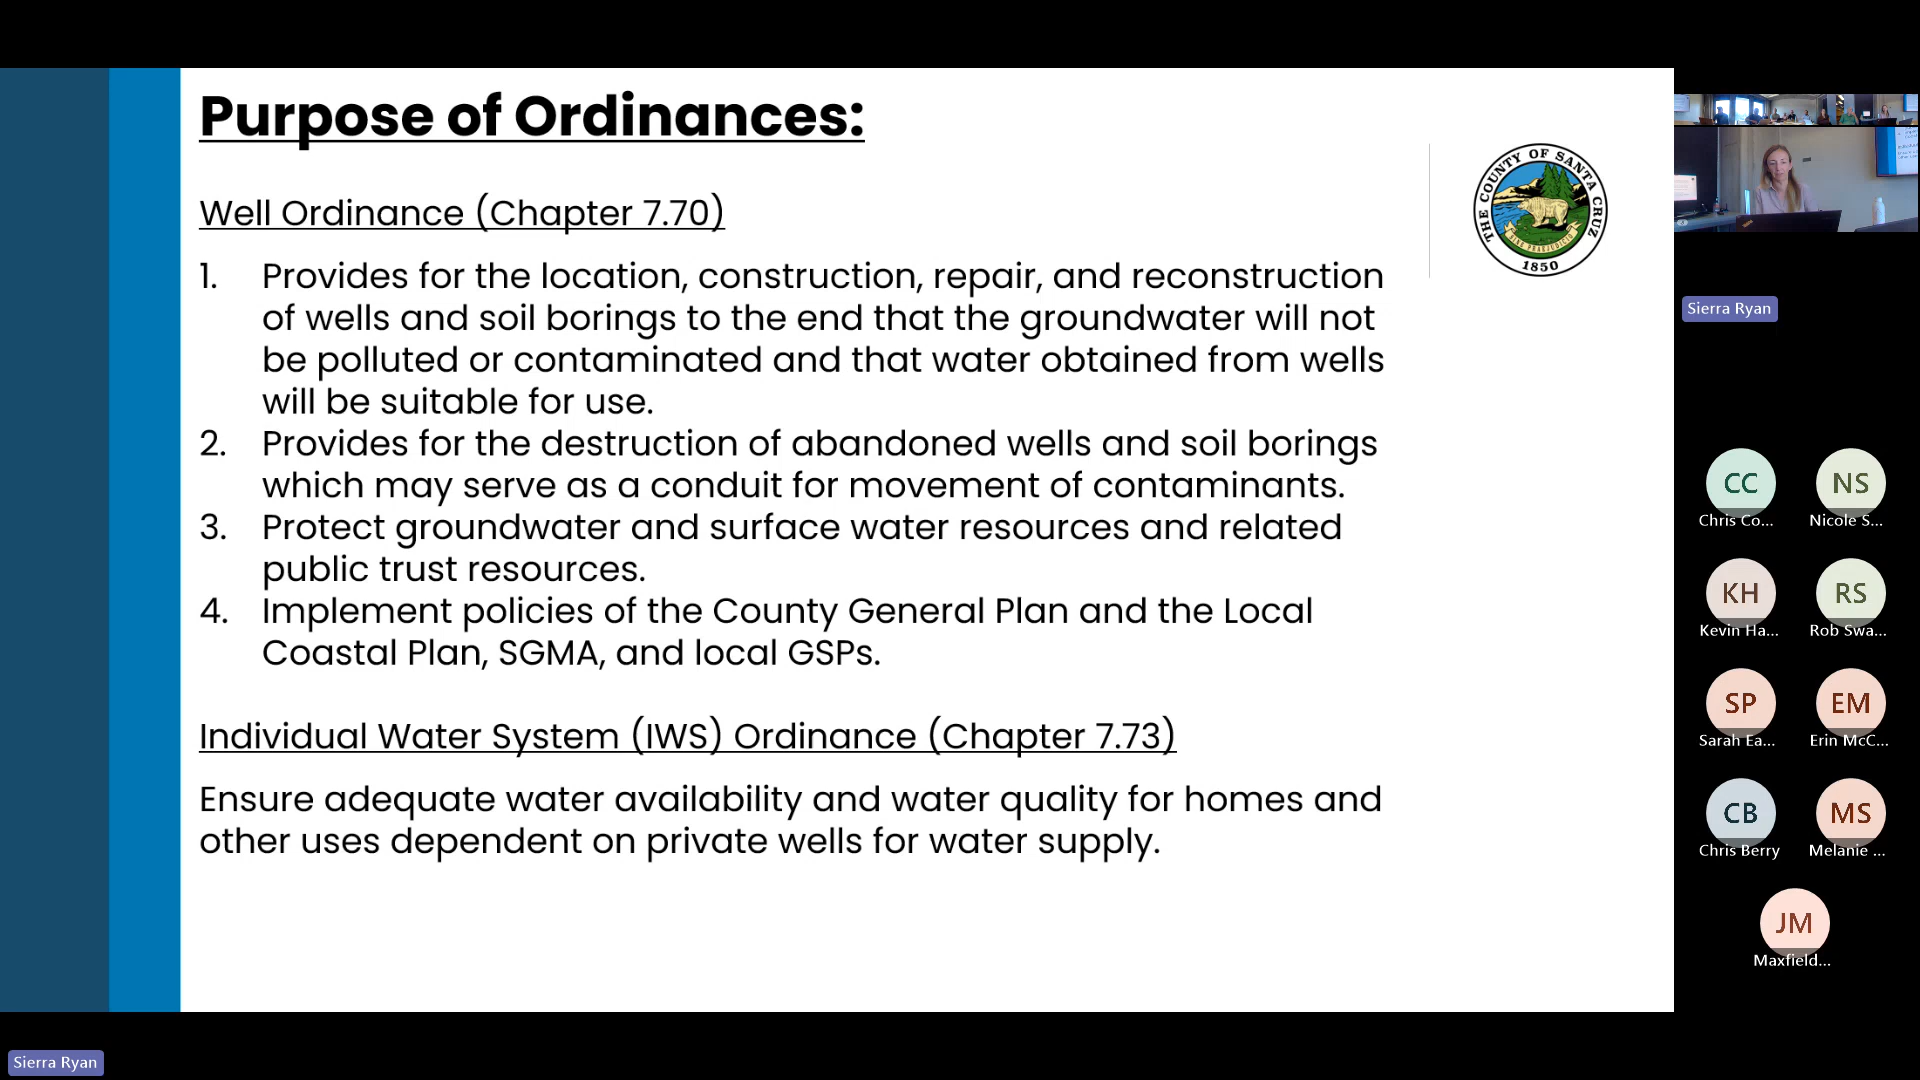 Purpose of Ordinances:
Well Ordinance (Chapter 7.70)
1. Provides for the location, construction, repair, and reconstruction
of wells and soil borings to the end that the groundwater will not
be polluted or contaminated and that water obtained from wells
will be suitable for use.
2. Provides for the destruction of abandoned wells and soil borings
which may serve as a conduit for movement of contaminants.
3. Protect groundwater and surface water resources and related
public trust resources.
4. Implement policies of the County General Plan and the Local
Coastal Plan, SGMA, and local GSPs.
Individual Water System (IWS) Ordinance (Chapter 7.73)
Ensure adequate water availability and water quality for homes and
other uses dependent on private wells for water supply.
THE COUNTY OF SANTA CRUZ
SINE PRAEJUDICIO
1850
Sierra Ryan
CC
Chris Co...
NS
Nicole S...
KH
Kevin Ha...
RS
Rob Swa...
SP
Sarah Ea...
EM
Erin McC...
CB
Chris Berry
MS
Melanie ...
JM
Maxfield...
Sierra Ryan